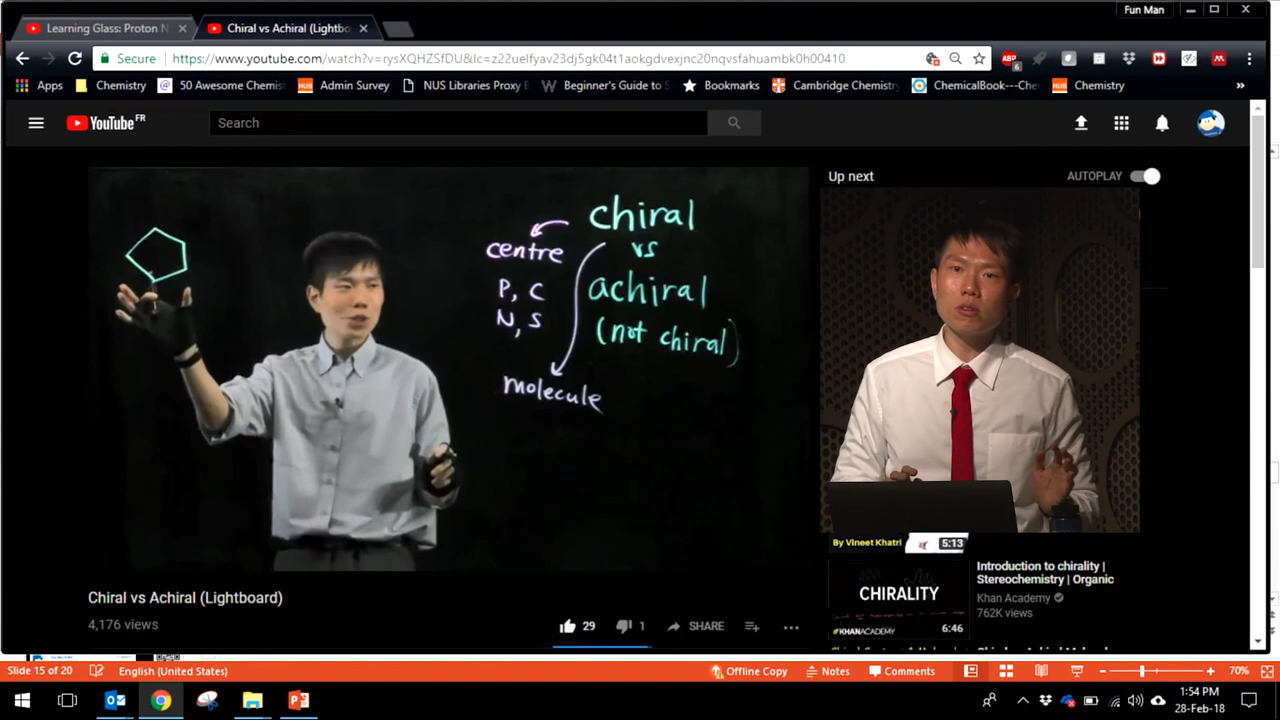 Fun Man
Learning Glass: Proton N
Chiral vs Achiral (Lightbo
Secure
https://www.youtube.com/watch?v=rysXQHZSfDU&lc=z22uelfyav23dj5gk04t1aokgdvexjnc20nqvsfahuambk0h00410
ABP
6
Apps
Chemistry
50 Awesome Chemis
Admin Survey
NUS Libraries Proxy B
Beginner's Guide to S
Bookmarks
Cambridge Chemistry
ChemicalBook---Che
Chemistry
»
YouTube FR
Search
chiral
centre
vs
P, C
achiral
N, S
(not chiral)
molecule
Up next
AUTOPLAY
By Vineet Khatri
5:13
CHIRALITY
KHANACADEMY
6:46
Introduction to chirality |
Stereochemistry | Organic
Khan Academy
762K views
Chiral vs Achiral (Lightboard)
4,176 views
29
1
SHARE
Slide 15 of 20
English (United States)
Offline Copy
Notes
Comments
70%
1:54 PM
28-Feb-18